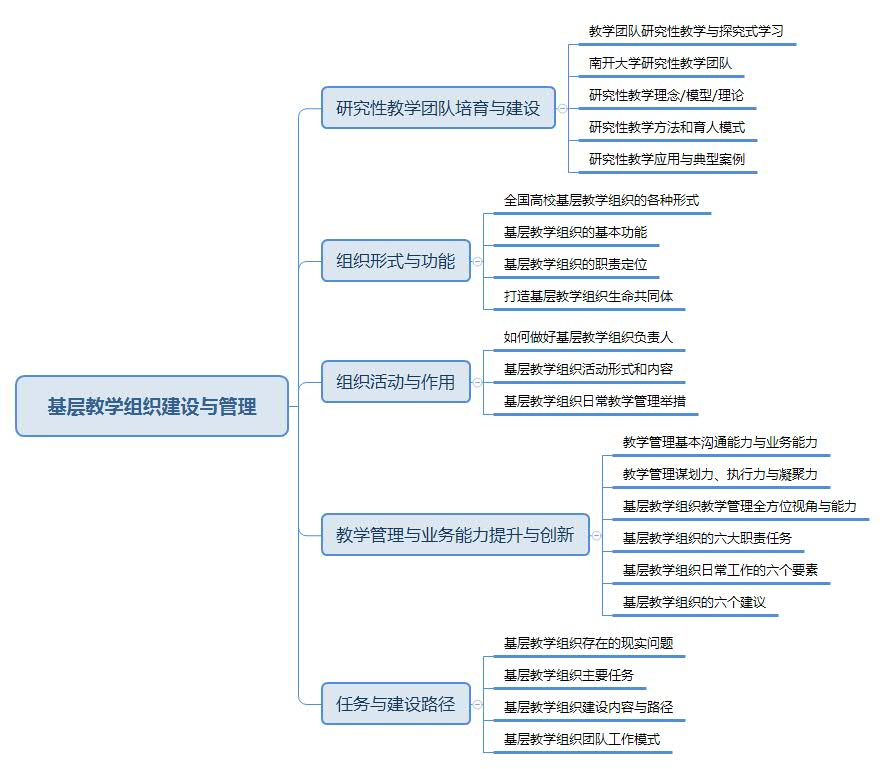 基层教学组织建设与管理
研究性教学团队培育与建设
教学团队研究性教学与探究式学习
南开大学研究性教学团队
研究性教学理念/模型/理论
研究性教学方法和育人模式
研究性教学应用与典型案例
组织形式与功能
全国高校基层教学组织的各种形式
基层教学组织的基本功能
基层教学组织的职责定位
打造基层教学组织生命共同体
组织活动与作用
如何做好基层教学组织负责人
基层教学组织活动形式和内容
基层教学组织日常教学管理举措
教学管理与业务能力提升与创新
教学管理基本沟通能力与业务能力
教学管理谋划力、执行力与凝聚力
基层教学组织教学管理全方位视角与能力
基层教学组织的六大职责任务
基层教学组织日常工作的六个要素
基层教学组织的六个建议
任务与建设路径
基层教学组织存在的现实问题
基层教学组织主要任务
基层教学组织建设内容与路径
基层教学组织团队工作模式